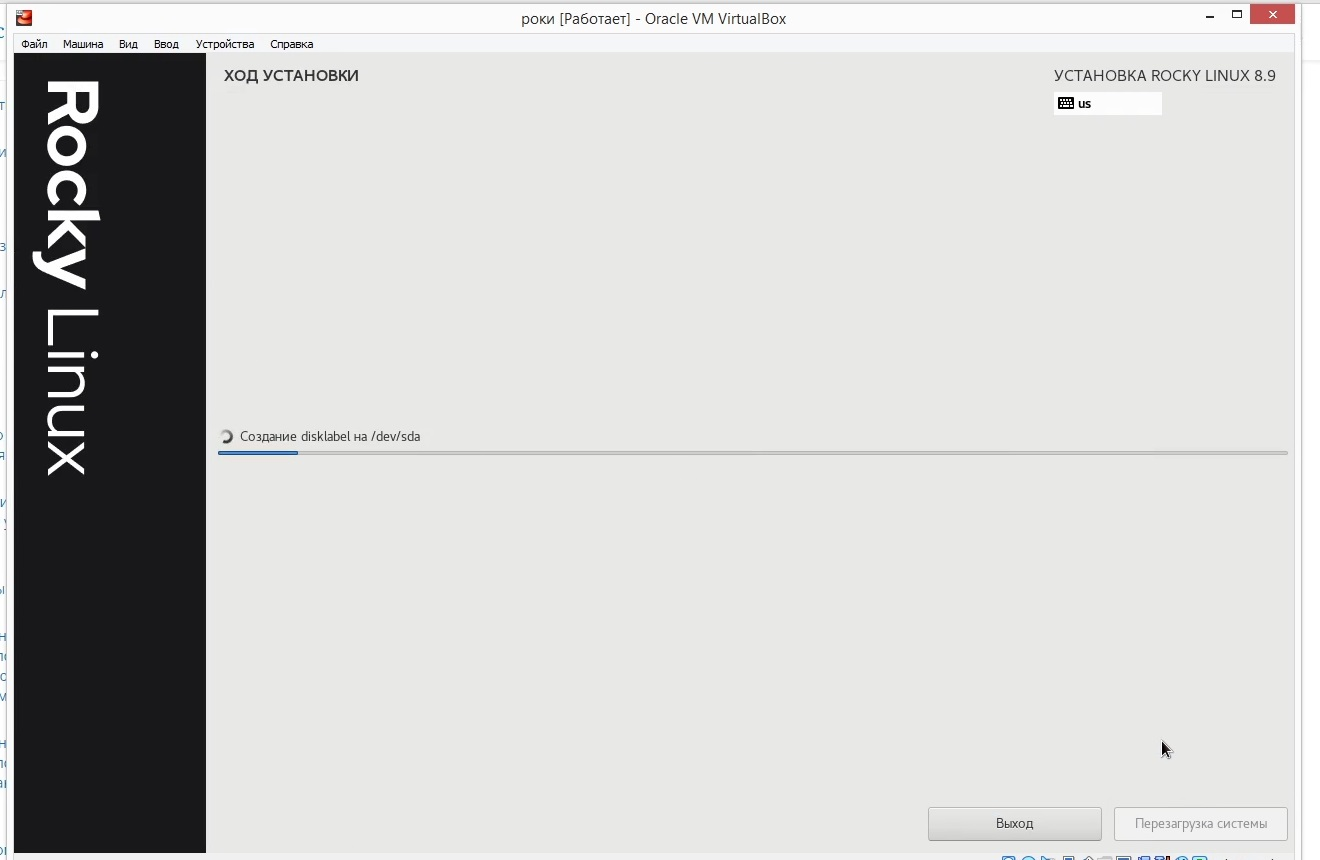 роки [Работает] - Oracle VM VirtualBox
Файл Машина Вид Ввод Устройства Справка
Rocky Linux
ХОД УСТАНОВКИ
УСТАНОВКА ROCKY LINUX 8.9
us
Создание disklabel на /dev/sda
Выход
Перезагрузка системы